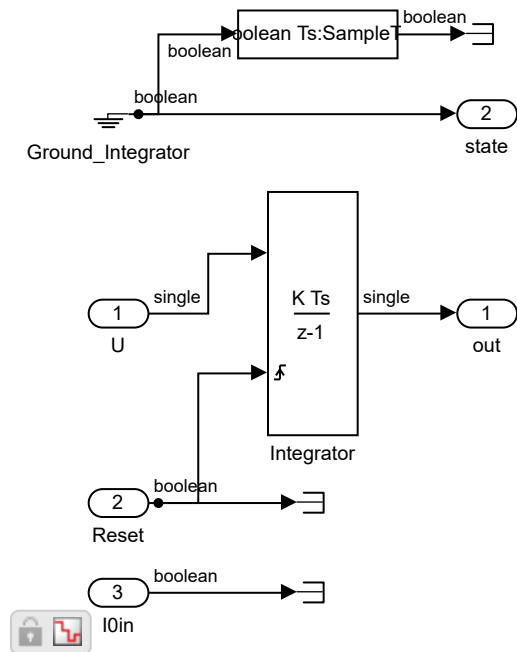 boolean
oolean Ts:SampleT
boolean
boolean
2
Ground_Integrator
state
K Ts
z-1
single
single
1
1
U
out
Integrator
boolean
2
Reset
boolean
3
I0in